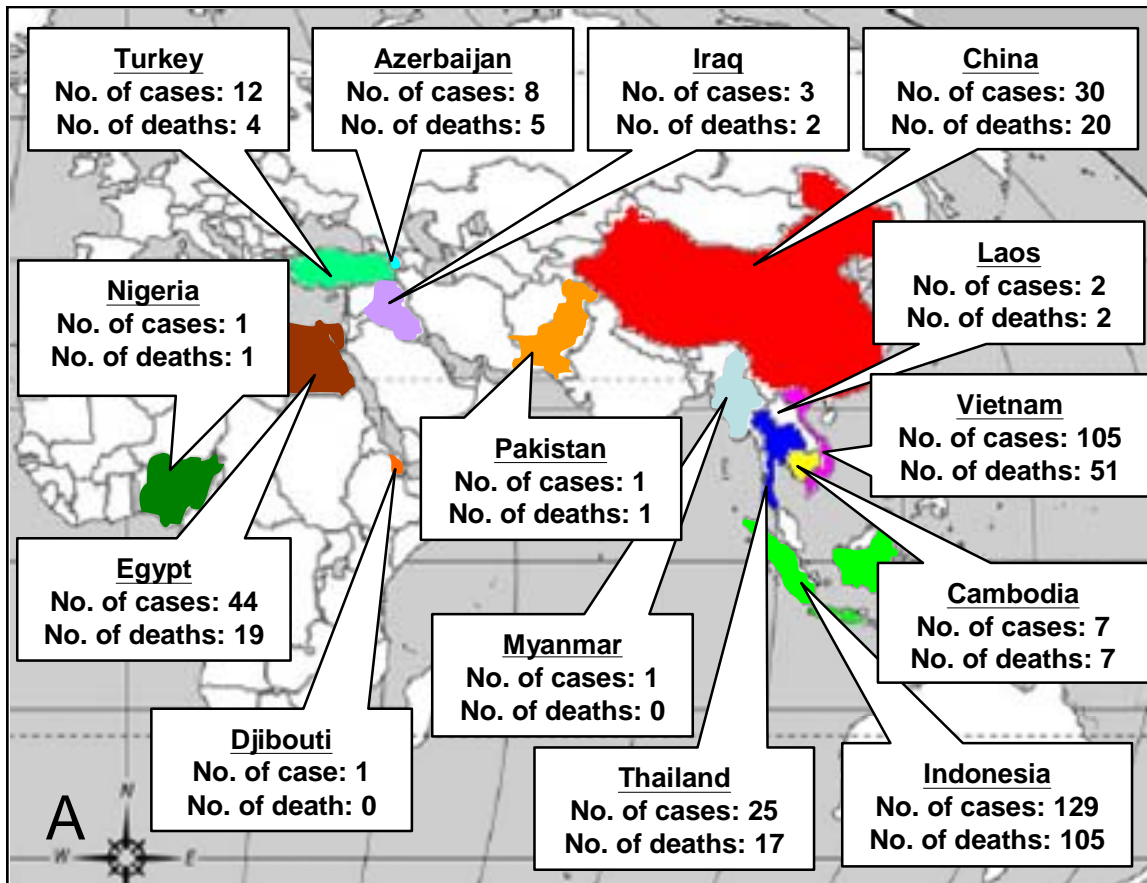 Turkey
No. of cases: 12
No. of deaths: 4
Azerbaijan
No. of cases: 8
No. of deaths: 5
Iraq
No. of cases: 3
No. of deaths: 2
China
No. of cases: 30
No. of deaths: 20
Laos
No. of cases: 2
No. of deaths: 2
Nigeria
No. of cases: 1
No. of deaths: 1
Vietnam
No. of cases: 105
No. of deaths: 51
Pakistan
No. of cases: 1
No. of deaths: 1
Egypt
No. of cases: 44
No. of deaths: 19
Cambodia
No. of cases: 7
No. of deaths: 7
Myanmar
No. of cases: 1
No. of deaths: 0
Djibouti
No. of case: 1
No. of death: 0
Thailand
No. of cases: 25
No. of deaths: 17
Indonesia
No. of cases: 129
No. of deaths: 105
A
N
W
E